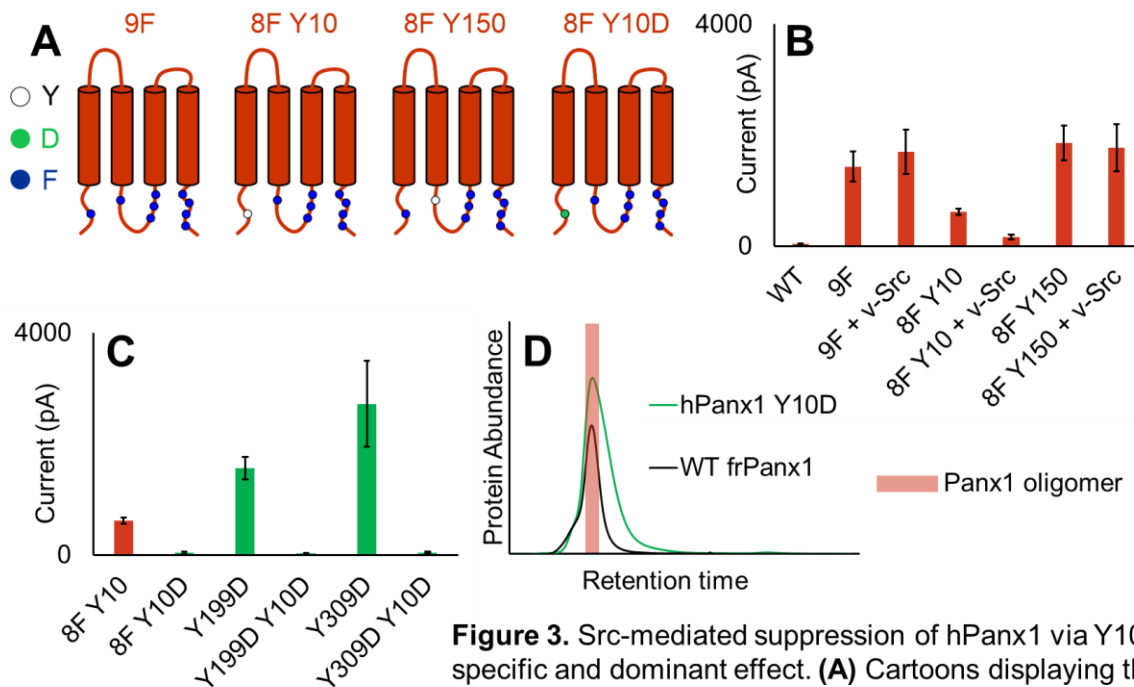 A
9F
8F Y10
8F Y150
8F Y10D
Y
D
F
B
4000
Current (pA)
0
WT
9F
9F + v-Src
8F Y10
8F Y10 + v-Src
8F Y150
8F Y150 + v-Src
C
4000
Current (pA)
0
8F Y10
8F Y10D
Y199D
Y199D Y10D
Y309D
Y309D Y10D
D
Protein Abundance
hPanx1 Y10D
WT frPanx1
Panx1 oligomer
Retention time
Figure 3. Src-mediated suppression of hPanx1 via Y10
specific and dominant effect. (A) Cartoons displaying